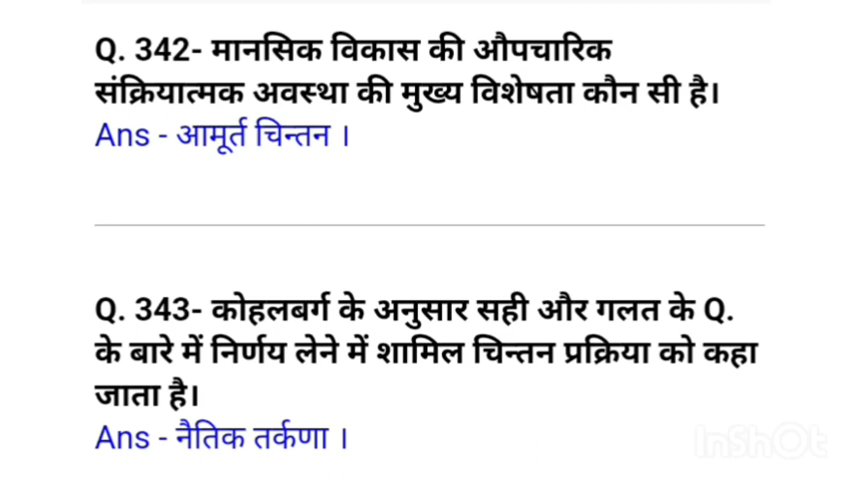 Q. 342- मानसिक विकास की औपचारिक
संक्रियात्मक अवस्था की मुख्य विशेषता कौन सी है।
Ans - आमूर्त चिन्तन ।
Q. 343- कोहलबर्ग के अनुसार सही और गलत के Q.
के बारे में निर्णय लेने में शामिल चिन्तन प्रक्रिया को कहा
जाता है।
Ans - नैतिक तर्कणा ।
InShOt